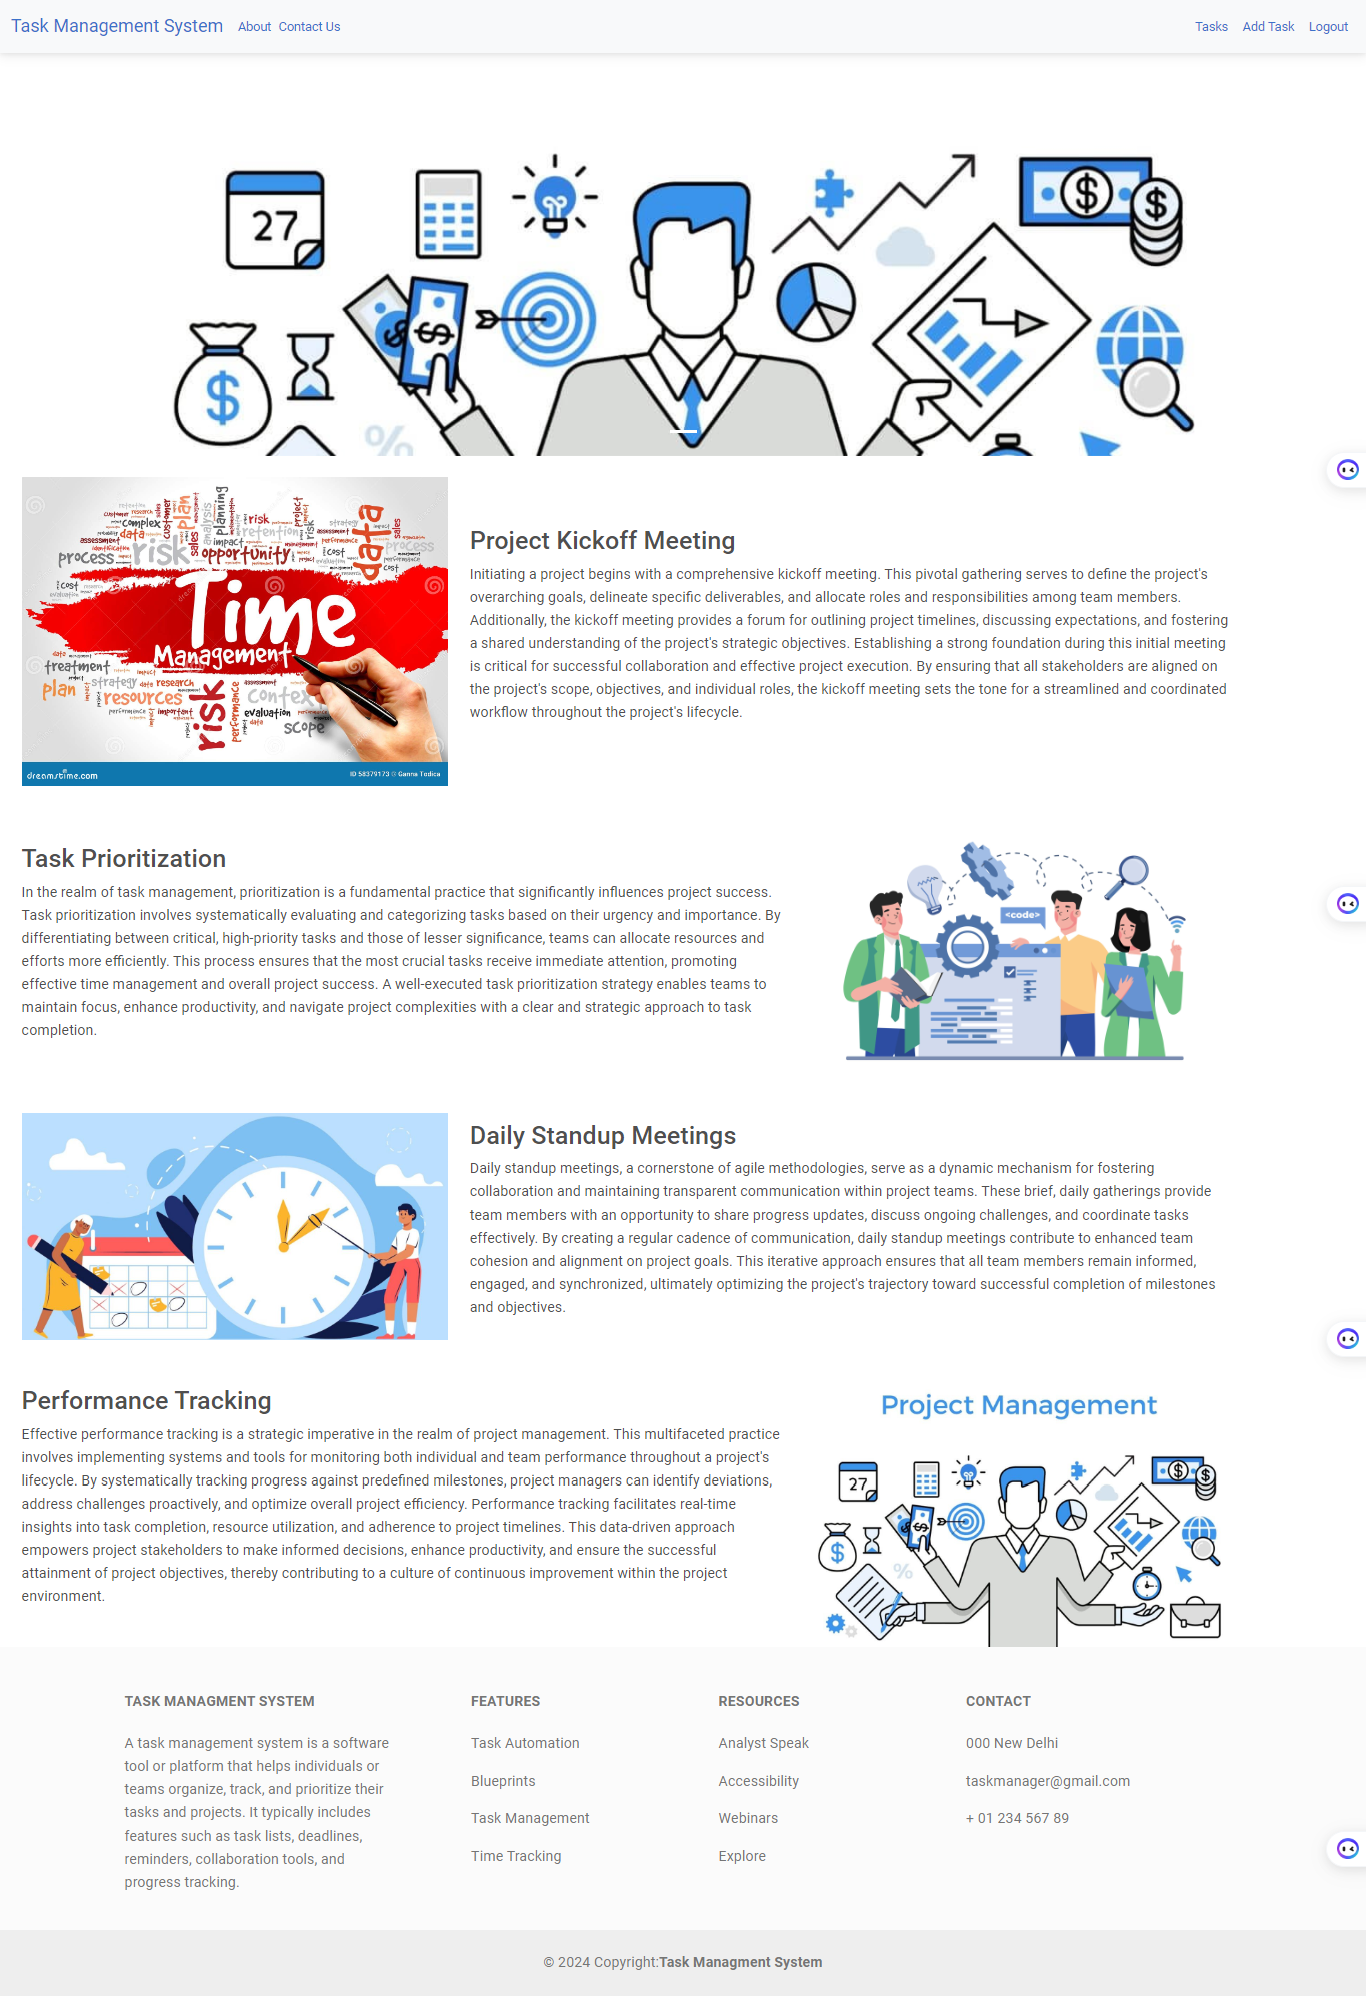 Task Management System About Contact Us Tasks Add Task Logout
27
$
$
$
$
$
%
plan
planning
customer
complex
data
risk
retention
project
risk
strategy
data
sales
process
risk
sales
opportunity
impact
cost
process
cost
Time
Management
treatment
plan
strategy data research
resources
important
risk
performance
context
evaluation
scope
dreamstime.com ID 58379173 © Ganna Todica
Project Kickoff Meeting
Initiating a project begins with a comprehensive kickoff meeting. This pivotal gathering serves to define the project's
overarching goals, delineate specific deliverables, and allocate roles and responsibilities among team members.
Additionally, the kickoff meeting provides a forum for outlining project timelines, discussing expectations, and fostering
a shared understanding of the project's strategic objectives. Establishing a strong foundation during this initial meeting
is critical for successful collaboration and effective project execution. By ensuring that all stakeholders are aligned on
the project's scope, objectives, and individual roles, the kickoff meeting sets the tone for a streamlined and coordinated
workflow throughout the project's lifecycle.
Task Prioritization
In the realm of task management, prioritization is a fundamental practice that significantly influences project success.
Task prioritization involves systematically evaluating and categorizing tasks based on their urgency and importance. By
differentiating between critical, high-priority tasks and those of lesser significance, teams can allocate resources and
efforts more efficiently. This process ensures that the most crucial tasks receive immediate attention, promoting
effective time management and overall project success. A well-executed task prioritization strategy enables teams to
maintain focus, enhance productivity, and navigate project complexities with a clear and strategic approach to task
completion.
<code>
Daily Standup Meetings
Daily standup meetings, a cornerstone of agile methodologies, serve as a dynamic mechanism for fostering
collaboration and maintaining transparent communication within project teams. These brief, daily gatherings provide
team members with an opportunity to share progress updates, discuss ongoing challenges, and coordinate tasks
effectively. By creating a regular cadence of communication, daily standup meetings contribute to enhanced team
cohesion and alignment on project goals. This iterative approach ensures that all team members remain informed,
engaged, and synchronized, ultimately optimizing the project's trajectory toward successful completion of milestones
and objectives.
Performance Tracking
Effective performance tracking is a strategic imperative in the realm of project management. This multifaceted practice
involves implementing systems and tools for monitoring both individual and team performance throughout a project's
lifecycle. By systematically tracking progress against predefined milestones, project managers can identify deviations,
address challenges proactively, and optimize overall project efficiency. Performance tracking facilitates real-time
insights into task completion, resource utilization, and adherence to project timelines. This data-driven approach
empowers project stakeholders to make informed decisions, enhance productivity, and ensure the successful
attainment of project objectives, thereby contributing to a culture of continuous improvement within the project
environment.
Project Management
27
$
$
$
$
%
TASK MANAGMENT SYSTEM
A task management system is a software
tool or platform that helps individuals or
teams organize, track, and prioritize their
tasks and projects. It typically includes
features such as task lists, deadlines,
reminders, collaboration tools, and
progress tracking.
FEATURES
Task Automation
Blueprints
Task Management
Time Tracking
RESOURCES
Analyst Speak
Accessibility
Webinars
Explore
CONTACT
000 New Delhi
taskmanager@gmail.com
+ 01 234 567 89
© 2024 Copyright:Task Managment System